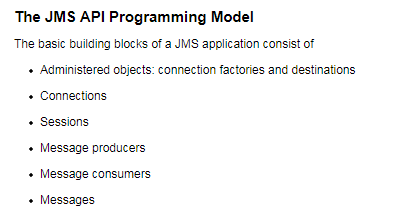 The JMS API Programming Model
The basic building blocks of a JMS application consist of
• Administered objects: connection factories and destinations
• Connections
• Sessions
• Message producers
• Message consumers
• Messages